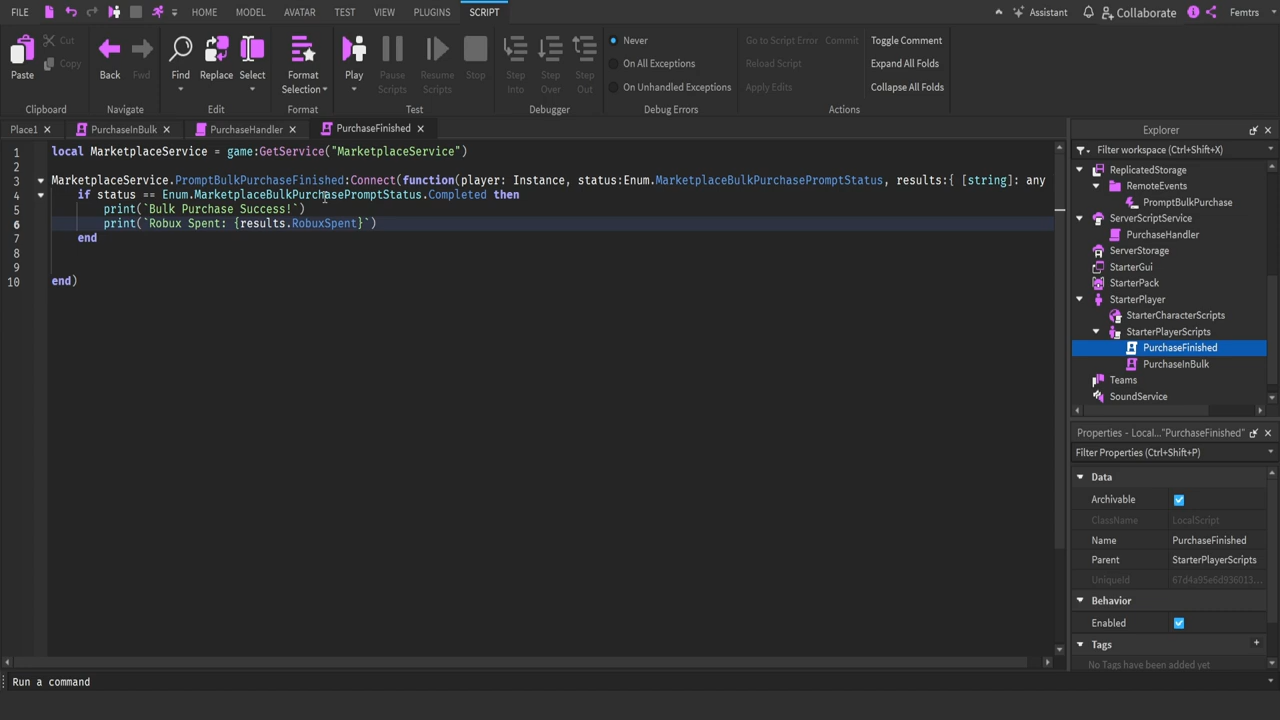 FILE HOME MODEL AVATAR TEST VIEW PLUGINS SCRIPT Assistant Collaborate Femtrs
Paste Cut Copy Back Fwd Find Replace Select Format Selection Play Pause Scripts Resume Scripts Stop Step Into Step Over Step Out
Never Go to Script Error Commit Toggle Comment
On All Exceptions Reload Script Expand All Folds
On Unhandled Exceptions Apply Edits Collapse All Folds
Clipboard Navigate Edit Format Test Debugger Debug Errors Actions
Place1 PurchaseInBulk PurchaseHandler PurchaseFinished
1 local MarketplaceService = game:GetService("MarketplaceService")
2
3 MarketplaceService.PromptBulkPurchaseFinished:Connect(function(player: Instance, status:Enum.MarketplaceBulkPurchasePromptStatus, results:{ [string]: any
4 if status == Enum.MarketplaceBulkPurchasePromptStatus.Completed then
5 print(`Bulk Purchase Success!`)
6 print(`Robux Spent: {results.RobuxSpent}`)
7 end
8
9
10 end)
Explorer
Filter workspace (Ctrl+Shift+X)
ReplicatedStorage
RemoteEvents
PromptBulkPurchase
ServerScriptService
PurchaseHandler
ServerStorage
StarterGui
StarterPack
StarterPlayer
StarterCharacterScripts
StarterPlayerScripts
PurchaseFinished
PurchaseInBulk
Teams
SoundService
Properties - Local..."PurchaseFinished"
Filter Properties (Ctrl+Shift+P)
Data
Archivable
ClassName LocalScript
Name PurchaseFinished
Parent StarterPlayerScripts
UniqueId 67d4a95e6d936013...
Behavior
Enabled
Tags
No Tags have been added yet
Run a command